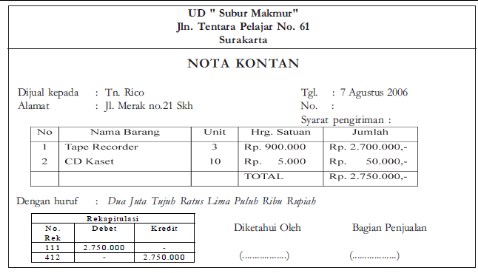 UD " Subur Makmur"
Jln. Tentara Pelajar No. 61
Surakarta
NOTA KONTAN
Dijual kepada : Tn. Rico Tgl. : 7 Agustus 2006
Alamat : Jl. Merak no.21 Skh No. :
Syarat pengiriman :
No Nama Barang Unit Hrg. Satuan Jumlah
1 Tape Recorder 3 Rp. 900.000 Rp. 2.700.000,-
2 CD Kaset 10 Rp. 5.000 Rp. 50.000,-
TOTAL Rp. 2.750.000,-
Dengan huruf : Dua Juta Tujuh Ratus Lima Puluh Ribu Rupiah
Rekapitulasi
No. Rek Debet Kredit Diketahui Oleh Bagian Penjualan
111 2.750.000 -
412 - 2.750.000 (..................) (..................)